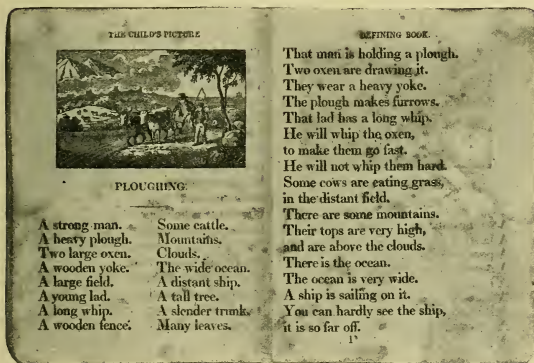 THE CHILD'S PICTURE
PLOUGHING.
A strong man.
A heavy plough.
Two large oxen.
A wooden yoke.
A large field.
A young lad.
A long whip.
A wooden fence.
Some cattle.
Mountains.
Clouds.
The wide ocean.
A distant ship.
A tall tree.
A slender trunk.
Many leaves.
DEFINING BOOK.
That man is holding a plough.
Two oxen are drawing it.
They wear a heavy yoke.
The plough makes furrows.
That lad has a long whip.
He will whip the oxen,
to make them go fast.
He will not whip them hard.
Some cows are eating grass,
in the distant field.
There are some mountains.
Their tops are very high,
and are above the clouds.
There is the ocean.
The ocean is very wide.
A ship is sailing on it.
You can hardly see the ship,
it is so far off.